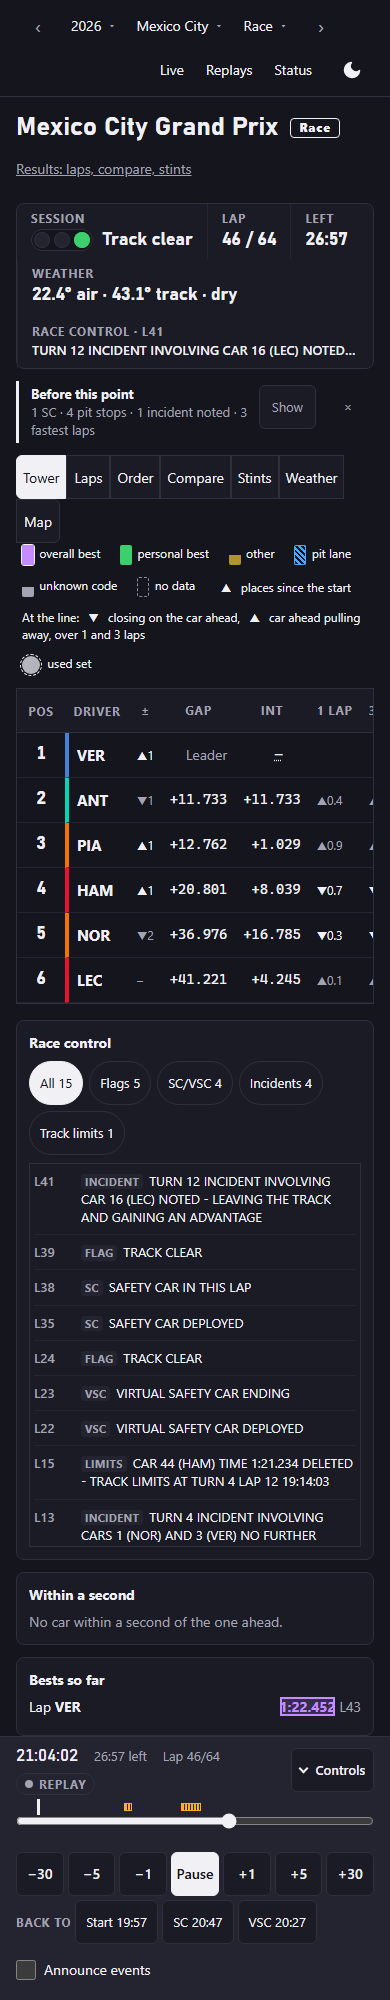 ‹ 2026 Mexico City Race ›
Live Replays Status
Mexico City Grand Prix Race
Results: laps, compare, stints
SESSION LAP LEFT
Track clear 46 / 64 26:57
WEATHER
22.4° air · 43.1° track · dry
RACE CONTROL · L41
TURN 12 INCIDENT INVOLVING CAR 16 (LEC) NOTED…
Before this point
1 SC · 4 pit stops · 1 incident noted · 3
fastest laps
Show ×
Tower Laps Order Compare Stints Weather
Map
overall best personal best other pit lane
unknown code no data ▲ places since the start
At the line: ▼ closing on the car ahead, ▲ car ahead pulling
away, over 1 and 3 laps
used set
POS DRIVER ± GAP INT 1 LAP 3
1 VER ▲1 Leader –
2 ANT ▼1 +11.733 +11.733 ▲0.4
3 PIA ▲1 +12.762 +1.029 ▲0.9
4 HAM ▲1 +20.801 +8.039 ▼0.7
5 NOR ▼2 +36.976 +16.785 ▼0.3
6 LEC – +41.221 +4.245 ▲0.1
Race control
All 15 Flags 5 SC/VSC 4 Incidents 4
Track limits 1
L41 INCIDENT TURN 12 INCIDENT INVOLVING
CAR 16 (LEC) NOTED - LEAVING THE TRACK
AND GAINING AN ADVANTAGE
L39 FLAG TRACK CLEAR
L38 SC SAFETY CAR IN THIS LAP
L35 SC SAFETY CAR DEPLOYED
L24 FLAG TRACK CLEAR
L23 VSC VIRTUAL SAFETY CAR ENDING
L22 VSC VIRTUAL SAFETY CAR DEPLOYED
L15 LIMITS CAR 44 (HAM) TIME 1:21.234 DELETED
- TRACK LIMITS AT TURN 4 LAP 12 19:14:03
L13 INCIDENT TURN 4 INCIDENT INVOLVING
CARS 1 (NOR) AND 3 (VER) NO FURTHER
Within a second
No car within a second of the one ahead.
Bests so far
Lap VER 1:22.452 L43
21:04:02 26:57 left Lap 46/64
REPLAY
Controls
−30 −5 −1 Pause +1 +5 +30
BACK TO Start 19:57 SC 20:47 VSC 20:27
Announce events